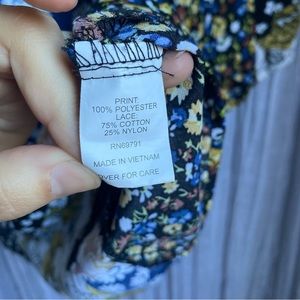 PRINT:
100% POLYESTER
LACE:
75% COTTON
25% NYLON
RN69791
MADE IN VIETNAM
OVER FOR CARE